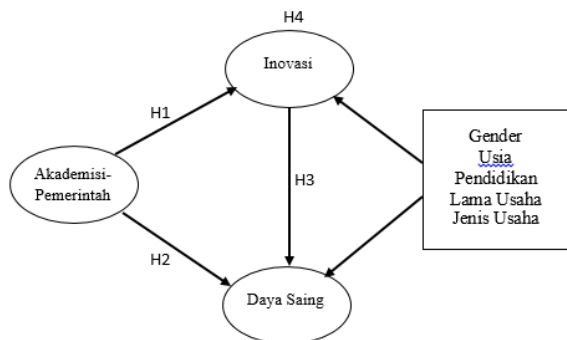 H4
Inovasi
H1
Akademisi-
Pemerintah
H3
H2
Daya Saing
Gender
Usia
Pendidikan
Lama Usaha
Jenis Usaha